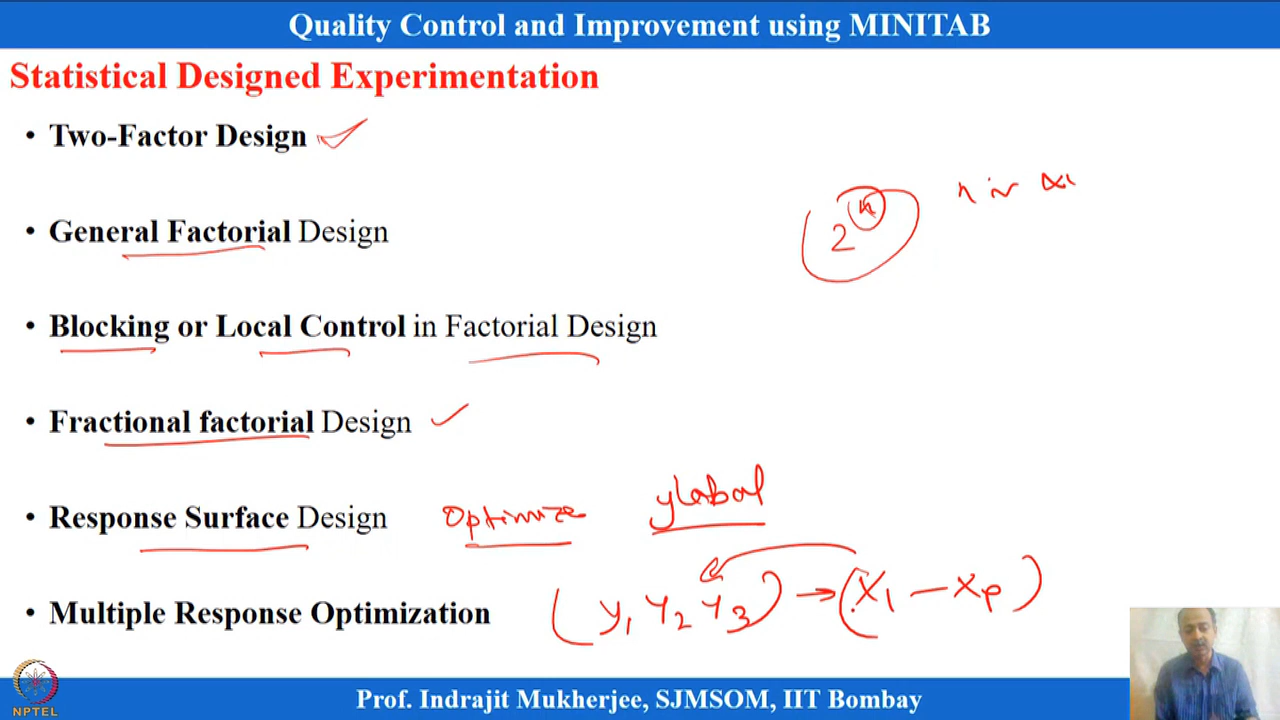 Quality Control and Improvement using MINITAB
Statistical Designed Experimentation
• Two-Factor Design
• General Factorial Design
2
• Blocking or Local Control in Factorial Design
• Fractional factorial Design
• Response Surface Design Optimize
• Multiple Response Optimization (y1 Y2 Y3) → (X1 — Xp)
NPTEL
Prof. Indrajit Mukherjee, SJMSOM, IIT Bombay